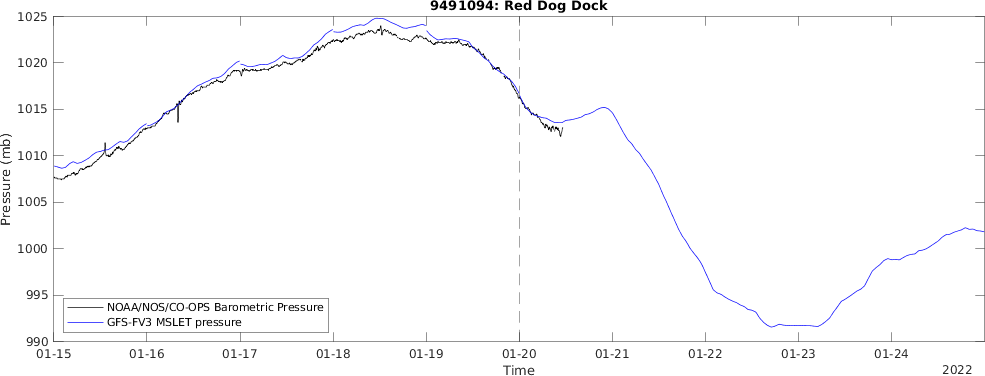 9491094: Red Dog Dock
Pressure (mb)
1025
1020
1015
1010
1005
1000
995
990
NOAA/NOS/CO-OPS Barometric Pressure
GFS-FV3 MSLET pressure
01-15 01-16 01-17 01-18 01-19 01-20 01-21 01-22 01-23 01-24
Time
2022